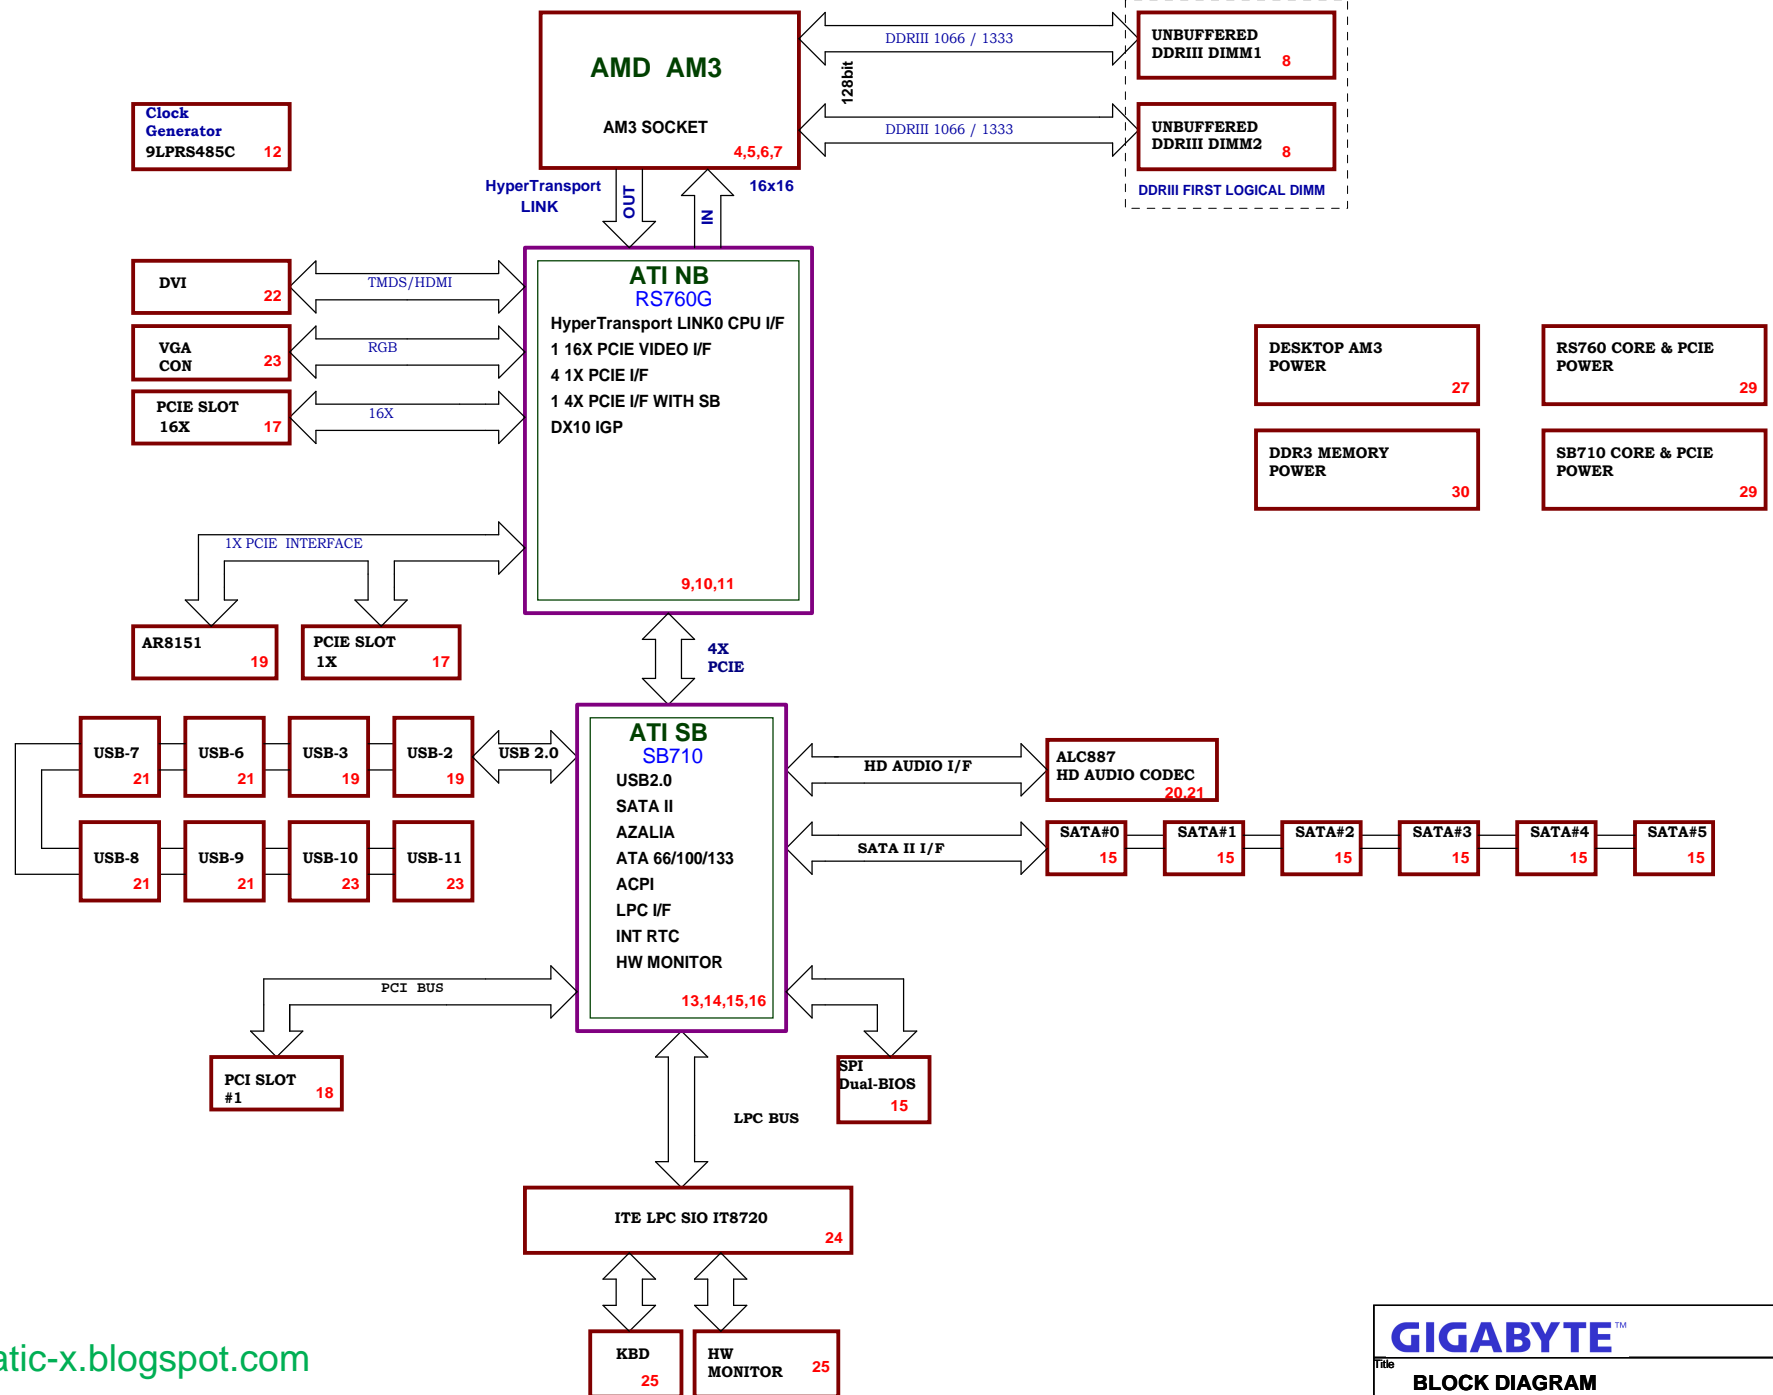 AMD AM3
AM3 SOCKET
4,5,6,7
DDRIII 1066 / 1333
128bit
DDRIII 1066 / 1333
UNBUFFERED
DDRIII DIMM1
8
UNBUFFERED
DDRIII DIMM2
8
DDRIII FIRST LOGICAL DIMM
Clock
Generator
9LPRS485C 12
HyperTransport
LINK
OUT
IN
16x16
DVI
22
TMDS/HDMI
VGA
CON
23
RGB
PCIE SLOT
16X
17
16X
ATI NB
RS760G
HyperTransport LINK0 CPU I/F
1 16X PCIE VIDEO I/F
4 1X PCIE I/F
1 4X PCIE I/F WITH SB
DX10 IGP
9,10,11
DESKTOP AM3
POWER
27
RS760 CORE & PCIE
POWER
29
DDR3 MEMORY
POWER
30
SB710 CORE & PCIE
POWER
29
1X PCIE INTERFACE
AR8151
19
PCIE SLOT
1X
17
4X
PCIE
USB-7
21
USB-6
21
USB-3
19
USB-2
19
USB 2.0
USB-8
21
USB-9
21
USB-10
23
USB-11
23
ATI SB
SB710
USB2.0
SATA II
AZALIA
ATA 66/100/133
ACPI
LPC I/F
INT RTC
HW MONITOR
13,14,15,16
HD AUDIO I/F
ALC887
HD AUDIO CODEC
20,21
SATA II I/F
SATA#0
15
SATA#1
15
SATA#2
15
SATA#3
15
SATA#4
15
SATA#5
15
PCI BUS
PCI SLOT
#1
18
SPI
Dual-BIOS
15
LPC BUS
ITE LPC SIO IT8720
24
KBD
25
HW
MONITOR
25
atic-x.blogspot.com
GIGABYTE™
Title
BLOCK DIAGRAM